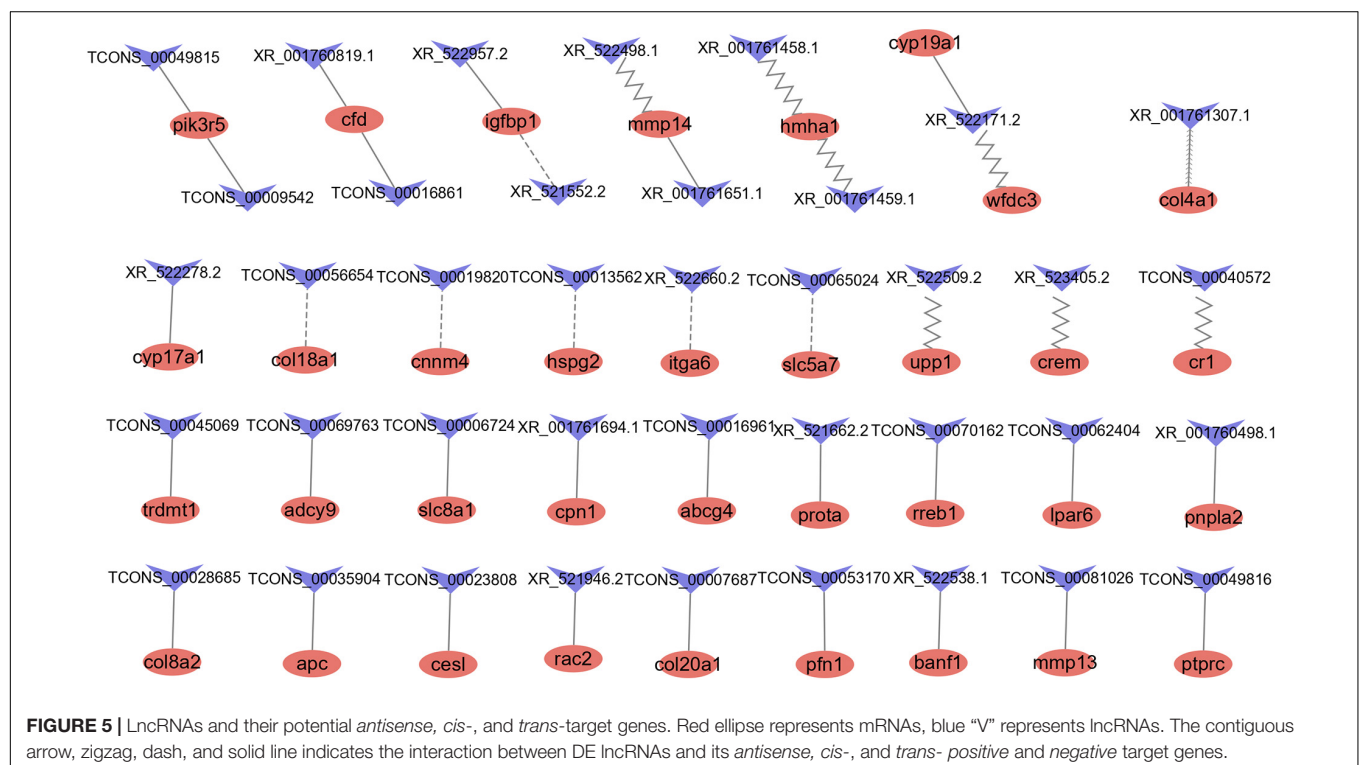 TCONS_00049815
XR_001760819.1
XR_522957.2
XR_522498.1
XR_001761458.1
cyp19a1
pik3r5
cfd
igfbp1
mmp14
hmha1
XR_522171.2
XR_001761307.1
TCONS_00009542
TCONS_00016861
XR_521552.2
XR_001761651.1
XR_001761459.1
wfdc3
col4a1
XR_522278.2
TCONS_00056654
TCONS_00019820
TCONS_00013562
XR_522660.2
TCONS_00065024
XR_522509.2
XR_523405.2
TCONS_00040572
cyp17a1
col18a1
cnnm4
hspg2
itga6
slc5a7
upp1
crem
cr1
TCONS_00045069
TCONS_00069763
TCONS_00006724
XR_001761694.1
TCONS_00016961
XR_521662.2
TCONS_00070162
TCONS_00062404
XR_001760498.1
trdmt1
adcy9
slc8a1
cpn1
abcg4
prota
rreb1
lpar6
pnpla2
TCONS_00028685
TCONS_00035904
TCONS_00023808
XR_521946.2
TCONS_00007687
TCONS_00053170
XR_522538.1
TCONS_00081026
TCONS_00049816
col8a2
apc
cesl
rac2
col20a1
pfn1
banf1
mmp13
ptprc
FIGURE 5 | LncRNAs and their potential antisense, cis-, and trans-target genes. Red ellipse represents mRNAs, blue “V” represents lncRNAs. The contiguous
arrow, zigzag, dash, and solid line indicates the interaction between DE lncRNAs and its antisense, cis-, and trans- positive and negative target genes.